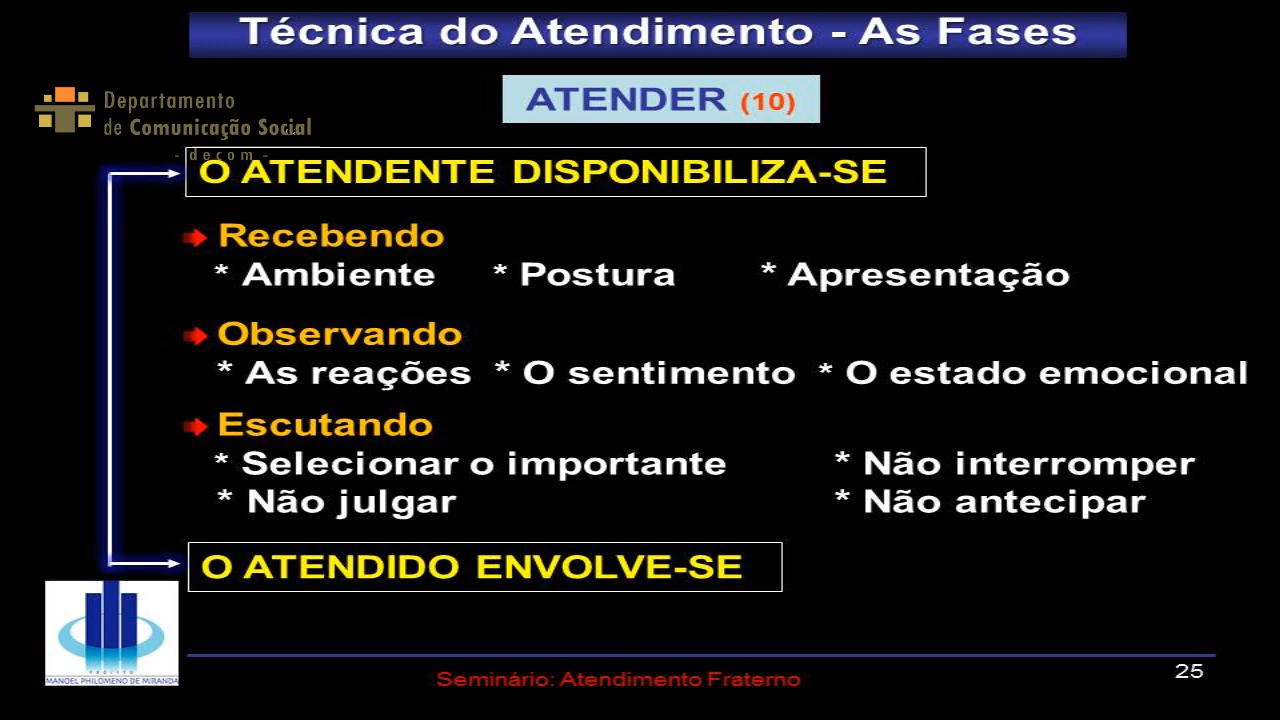 Técnica do Atendimento - As Fases
ATENDER (10)
Departamento
de Comunicação Social
- decom -
O ATENDENTE DISPONIBILIZA-SE
Recebendo
* Ambiente * Postura * Apresentação
Observando
* As reações * O sentimento * O estado emocional
Escutando
* Selecionar o importante * Não interromper
* Não julgar * Não antecipar
O ATENDIDO ENVOLVE-SE
PROJETO
MANOEL PHILOMENO DE MIRANDA
Seminário: Atendimento Fraterno
25